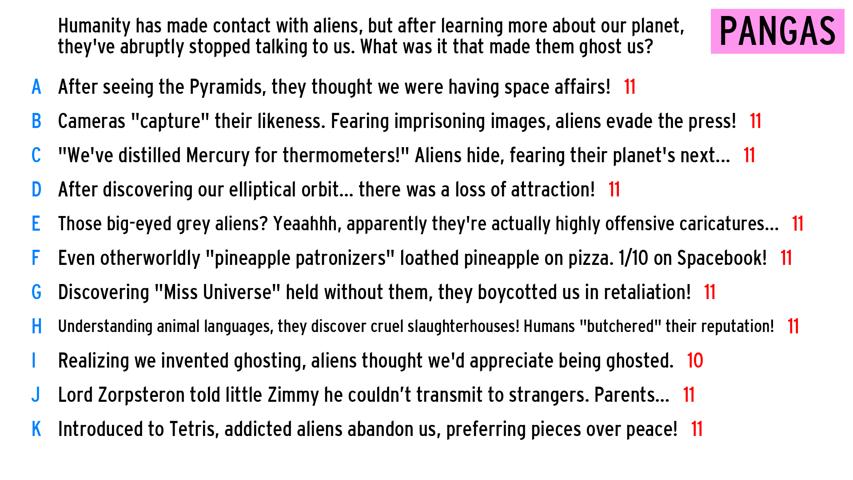 Humanity has made contact with aliens, but after learning more about our planet,
they've abruptly stopped talking to us. What was it that made them ghost us?
PANGAS
A After seeing the Pyramids, they thought we were having space affairs! 11
B Cameras "capture" their likeness. Fearing imprisoning images, aliens evade the press! 11
C "We've distilled Mercury for thermometers!" Aliens hide, fearing their planet's next... 11
D After discovering our elliptical orbit... there was a loss of attraction! 11
E Those big-eyed grey aliens? Yeaahhh, apparently they're actually highly offensive caricatures... 11
F Even otherworldly "pineapple patronizers" loathed pineapple on pizza. 1/10 on Spacebook! 11
G Discovering "Miss Universe" held without them, they boycotted us in retaliation! 11
H Understanding animal languages, they discover cruel slaughterhouses! Humans "butchered" their reputation! 11
I Realizing we invented ghosting, aliens thought we'd appreciate being ghosted. 10
J Lord Zorpsteron told little Zimmy he couldn’t transmit to strangers. Parents... 11
K Introduced to Tetris, addicted aliens abandon us, preferring pieces over peace! 11